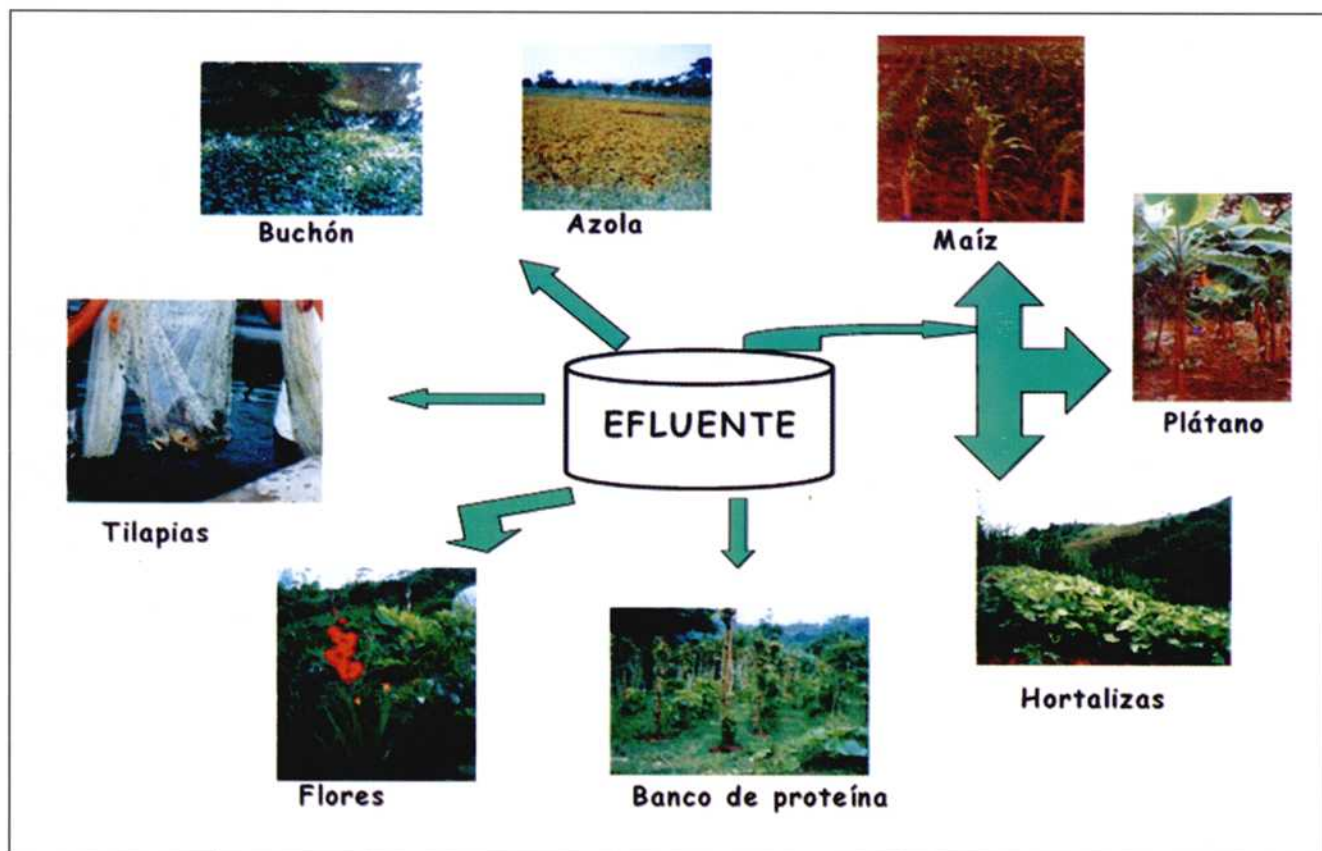 Buchón
Azola
Maíz
Plátano
Tilapias
EFLUENTE
Hortalizas
Flores
Banco de proteína